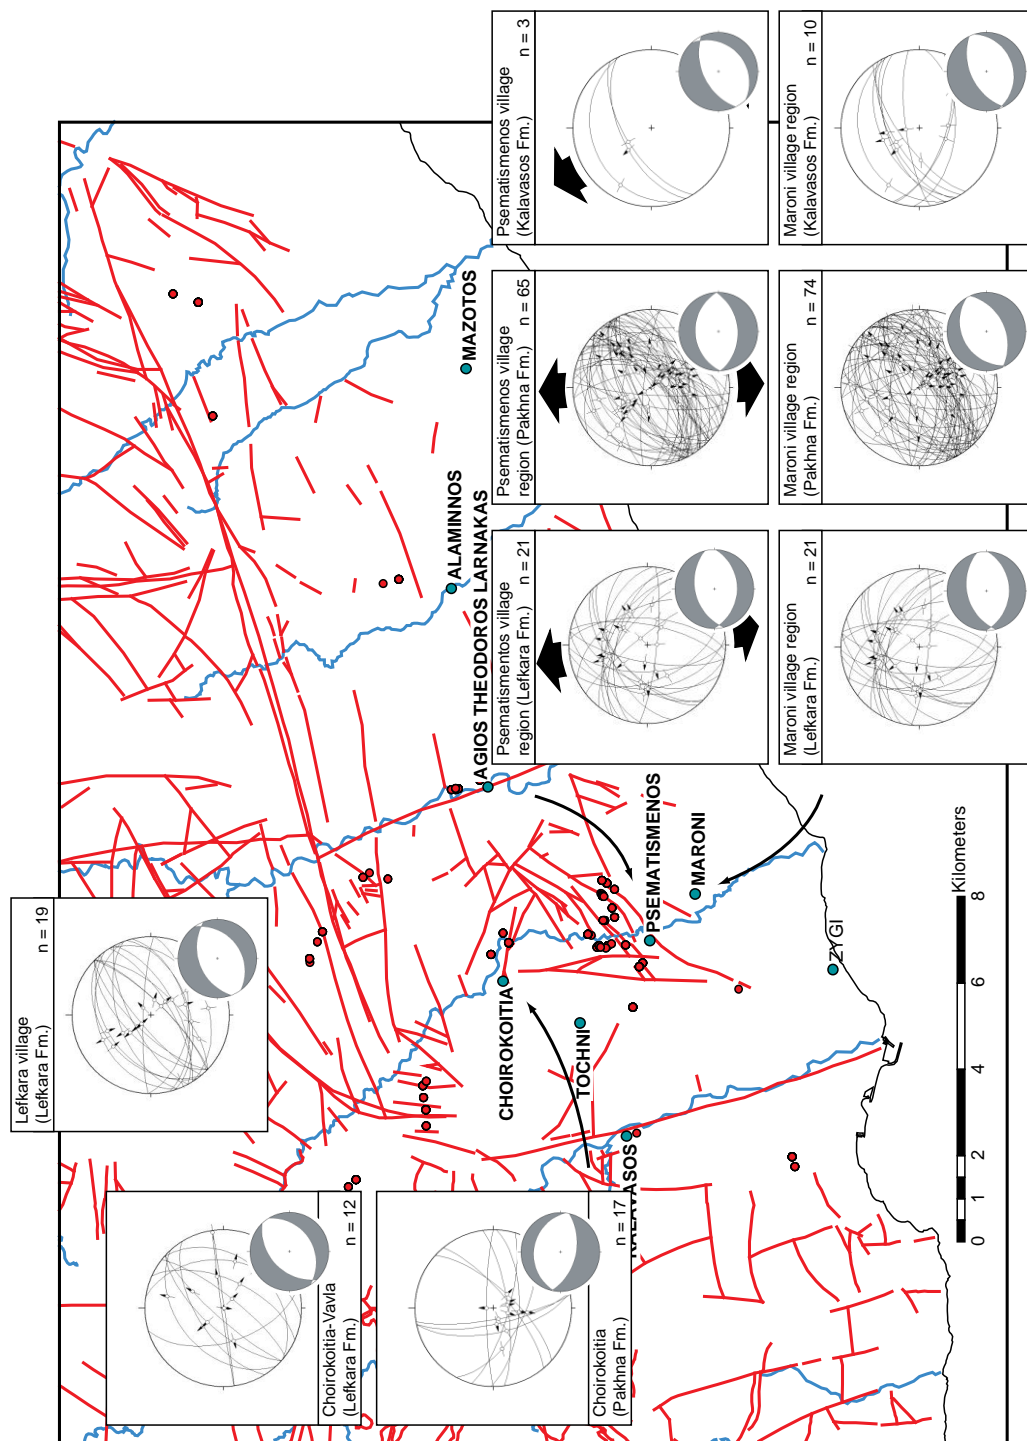 Lefkara village
(Lefkara Fm.)
n = 19
Choirokoitia-Vavla
(Lefkara Fm.)
n = 12
Choirokoitia
(Pakhna Fm.)
n = 17
Psematismentos village
region (Lefkara Fm.)
n = 21
Psematismenos village
region (Pakhna Fm.)
n = 65
Psematismenos village
(Kalavasos Fm.)
n = 3
Maroni village region
(Lefkara Fm.)
n = 21
Maroni village region
(Pakhna Fm.)
n = 74
Maroni village region
(Kalavasos Fm.)
n = 10
MAZOTOS
ALAMINNOS
AGIOS THEODOROS LARNAKAS
CHOIROKOITIA
TOCHNI
PSEMATISMENOS
MARONI
KALAVASOS
ZYGI
0 1 2 4 6 8
Kilometers